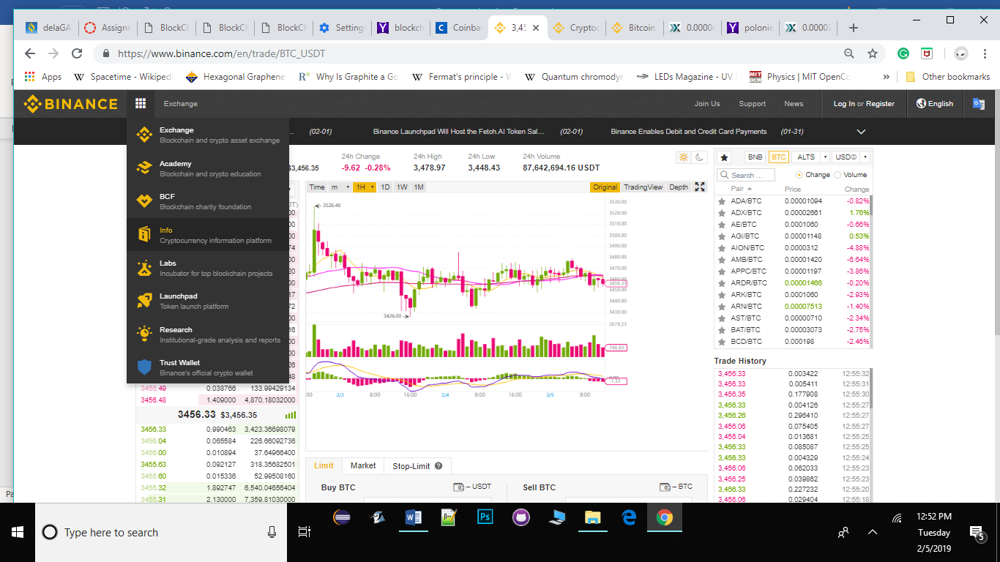 delaGA
Assignm
BlockCh
BlockCh
BlockCh
Settings
blockch
Coinbas
3,45
Cryptoc
Bitcoin
0.00004
polonie
0.00002
https://www.binance.com/en/trade/BTC_USDT
Apps
Spacetime - Wikiped
Hexagonal Graphene
Why Is Graphite a Go
Fermat's principle - W
Quantum chromodyn
LEDs Magazine - UV
Physics | MIT OpenCo
»
Other bookmarks
BINANCE
Exchange
Join Us
Support
News
Log In or Register
English
... (02-01)
Binance Launchpad Will Host the Fetch.AI Token Sal... (02-01)
Binance Enables Debit and Credit Card Payments (01-31)
Exchange
Blockchain and crypto asset exchange
Academy
Blockchain and crypto education
BCF
Blockchain charity foundation
Info
Cryptocurrency information platform
Labs
Incubator for top blockchain projects
Launchpad
Token launch platform
Research
Institutional-grade analysis and reports
Trust Wallet
Binance's official crypto wallet
$3,456.35
24h Change
-9.62 -0.28%
24h High
3,478.97
24h Low
3,448.43
24h Volume
87,642,694.16 USDT
3456.49 0.038766 133.99429134
3456.48 1.409000 4,870.18032000
3456.33 $3,456.35
3456.33 0.990463 3,423.36698079
3456.04 0.065584 226.66092736
3456.00 0.010894 37.64966400
3455.63 0.092127 318.35682501
3455.60 0.015336 52.99508160
3455.32 1.892747 6,540.04656404
3455.31 2.130000 7,359.81030000
Time m 1H 1D 1W 1M
Original TradingView Depth
3526.40
3426.00
3530.00
3520.00
3510.00
3500.00
3490.00
3480.00
3470.00
3460.00
3456.33
3450.00
3440.00
3430.00
2679.23
748.83
0.00
-1.33
:00 2/3 8:00 16:00 2/4 8:00 16:00 2/5 8:00
Limit Market Stop-Limit ?
Buy BTC – USDT
Sell BTC – BTC
BNB BTC ALTS USD
Search ...
Change Volume
Pair Price Change
ADA/BTC 0.00001094 -0.82%
ADX/BTC 0.00002661 1.76%
AE/BTC 0.0001060 -0.66%
AGI/BTC 0.00001148 0.53%
AION/BTC 0.0000312 -4.88%
AMB/BTC 0.00001420 -6.64%
APPC/BTC 0.00001197 -3.86%
ARDR/BTC 0.00001466 -0.20%
ARK/BTC 0.0001060 -2.93%
ARN/BTC 0.00007513 -1.40%
AST/BTC 0.00000710 -2.34%
BAT/BTC 0.00003073 -2.75%
BCD/BTC 0.000198 -2.46%
Trade History
3,456.33 0.003422 12:55:32
3,456.33 0.005411 12:55:31
3,456.35 0.177908 12:55:30
3,456.33 0.004126 12:55:27
3,456.26 0.296410 12:55:27
3,456.06 0.075405 12:55:27
3,456.04 0.013681 12:55:25
3,456.33 0.085087 12:55:25
3,456.33 0.004329 12:55:24
3,456.06 0.062033 12:55:23
3,456.25 0.039862 12:55:23
3,456.33 0.227232 12:55:20
3,456.06 0.029404 12:55:18
Type here to search
12:52 PM
Tuesday
2/5/2019
5